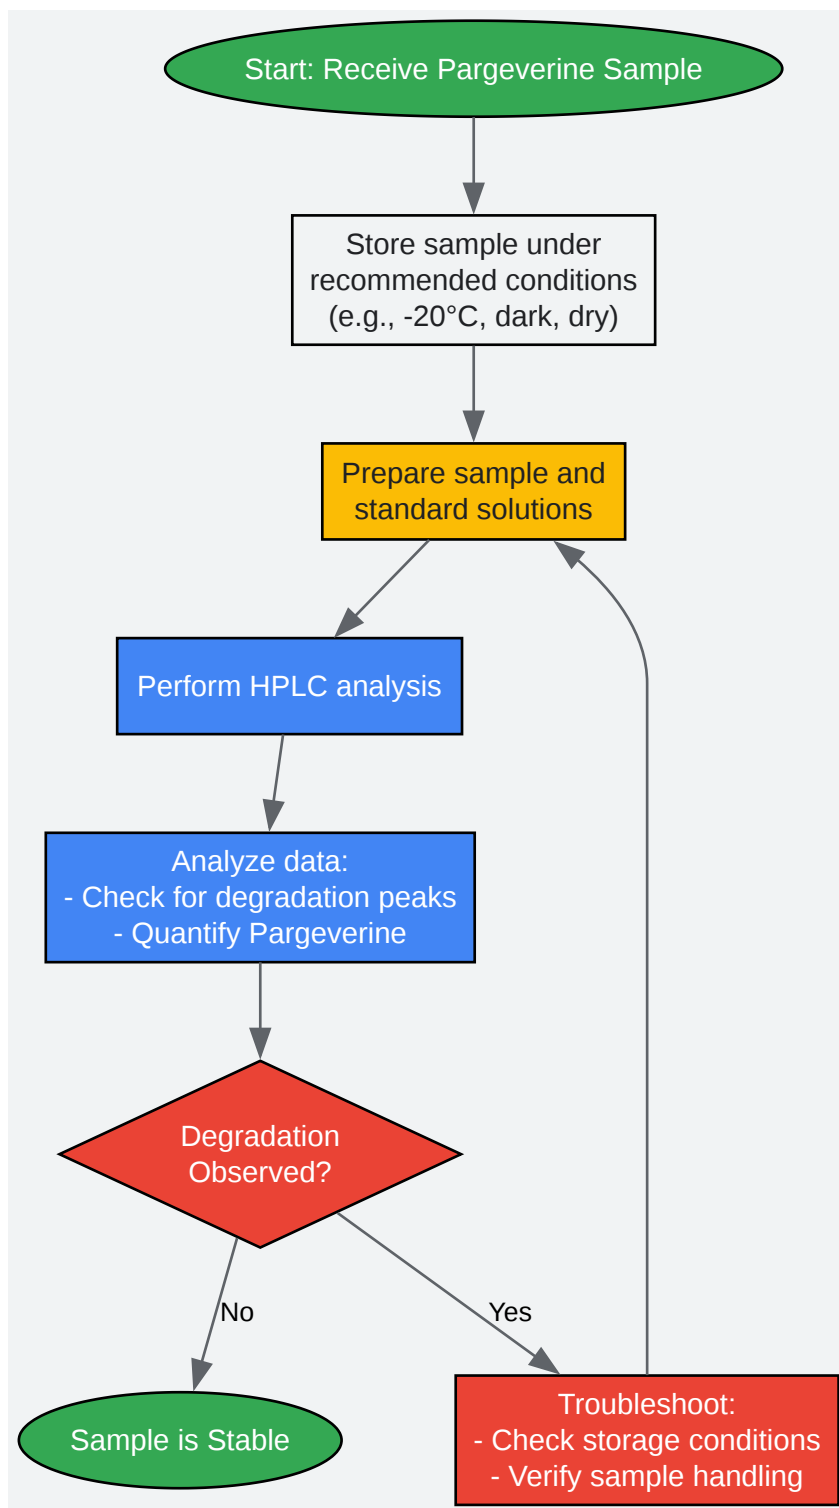 Start: Receive Pargeverine Sample
Store sample under
recommended conditions
(e.g., -20°C, dark, dry)
Prepare sample and
standard solutions
Perform HPLC analysis
Analyze data:
- Check for degradation peaks
- Quantify Pargeverine
Degradation
Observed?
No
Yes
Sample is Stable
Troubleshoot:
- Check storage conditions
- Verify sample handling